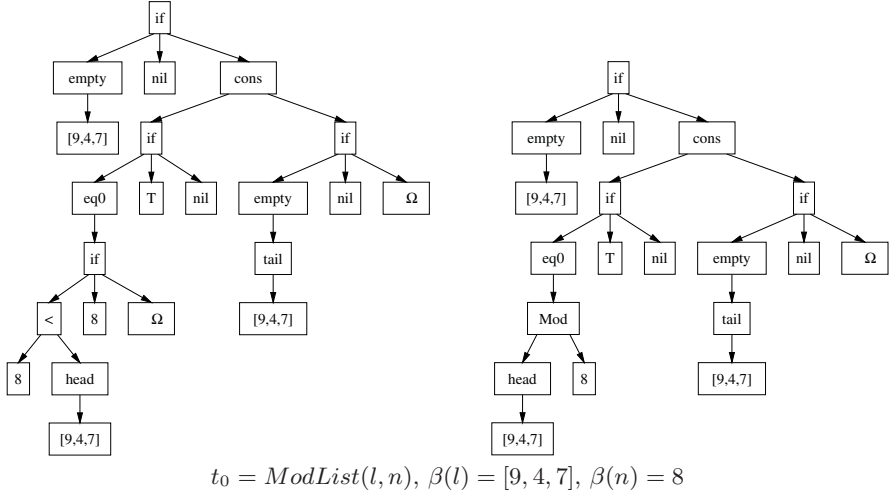 if
empty nil cons
[9,4,7] if if
eq0 T nil empty nil Ω
if tail
< 8 Ω [9,4,7]
8 head
[9,4,7]
if
empty nil cons
[9,4,7] if if
eq0 T nil empty nil Ω
Mod tail
head 8 [9,4,7]
[9,4,7]
t₀ = ModList(l, n), β(l) = [9, 4, 7], β(n) = 8